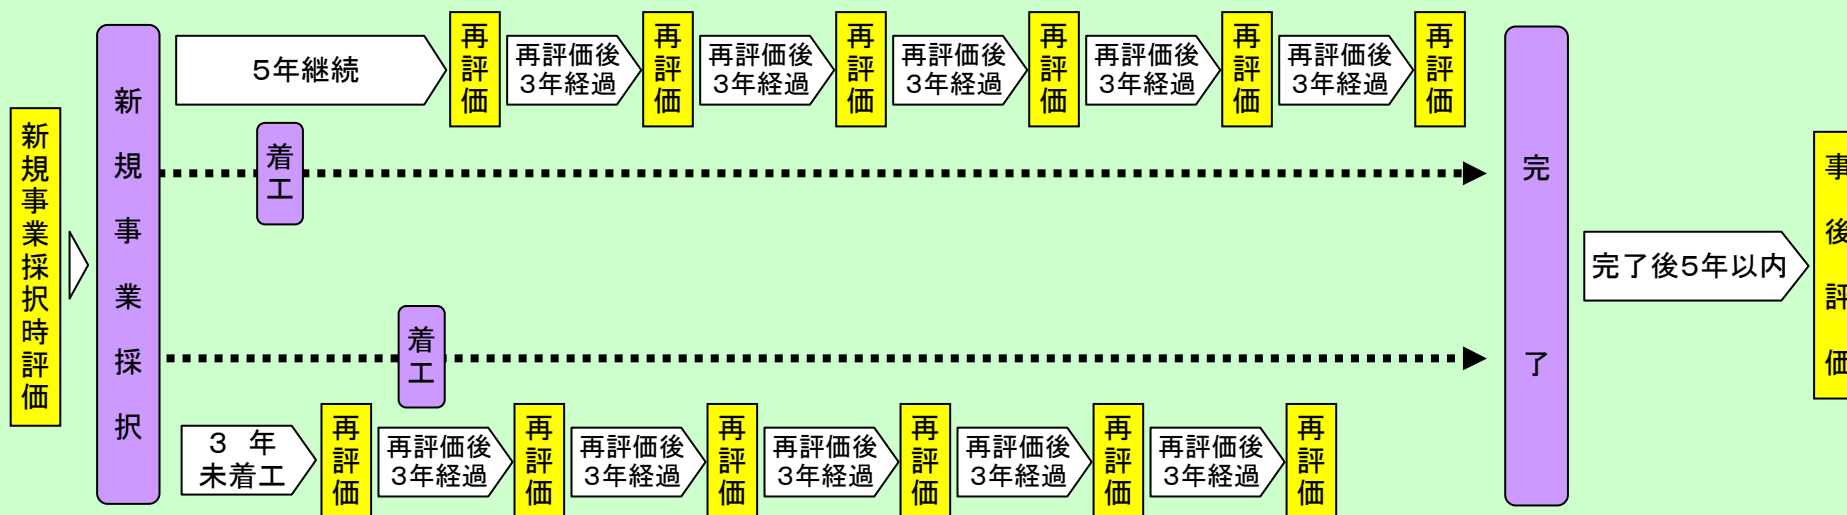 新規事業採択時評価
新規事業採択
5年継続
再評価
再評価後
3年経過
再評価
再評価後
3年経過
再評価
再評価後
3年経過
再評価
再評価後
3年経過
再評価
再評価後
3年経過
再評価
着工
着工
3 年
未着工
再評価
再評価後
3年経過
再評価
再評価後
3年経過
再評価
再評価後
3年経過
再評価
再評価後
3年経過
再評価
再評価後
3年経過
再評価
完了
完了後5年以内
事後評価